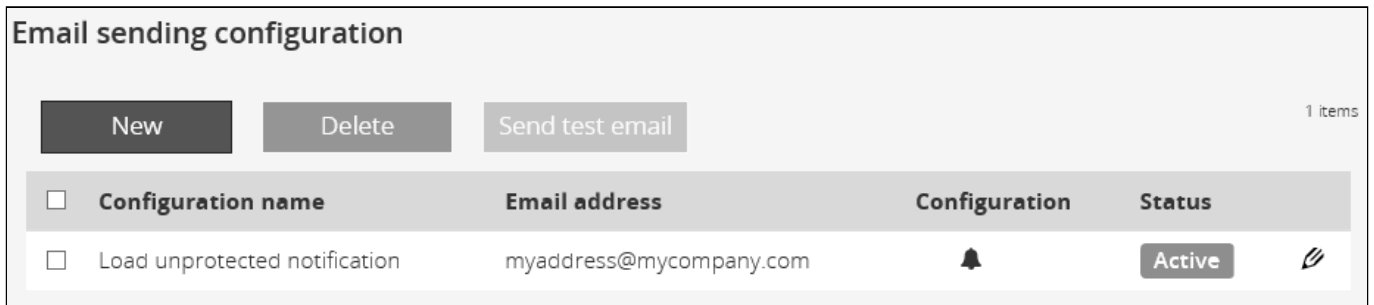 Email sending configuration
New Delete Send test email 1 items
Configuration name Email address Configuration Status
Load unprotected notification myaddress@mycompany.com Active